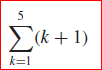 5
∑(k + 1)
k=1